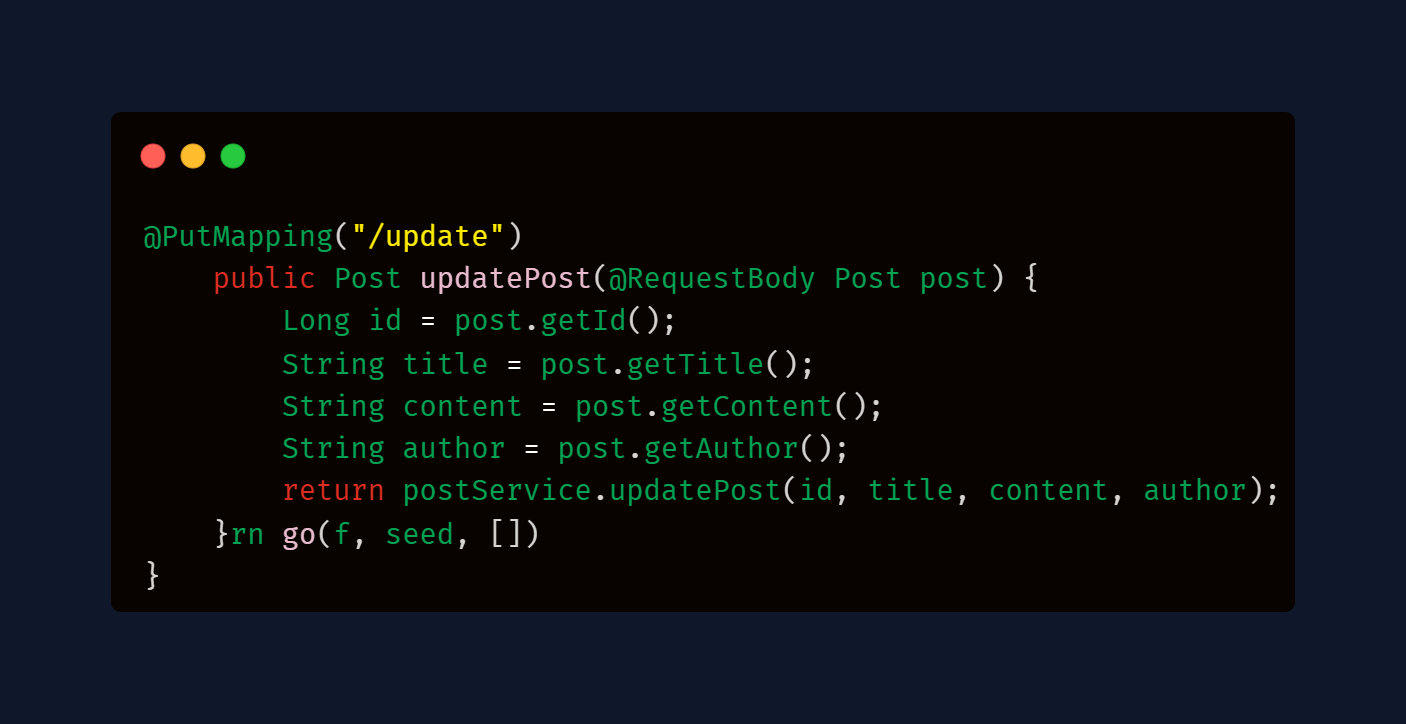 @PutMapping("/update")
    public Post updatePost(@RequestBody Post post) {
        Long id = post.getId();
        String title = post.getTitle();
        String content = post.getContent();
        String author = post.getAuthor();
        return postService.updatePost(id, title, content, author);
    }rn go(f, seed, [])
}